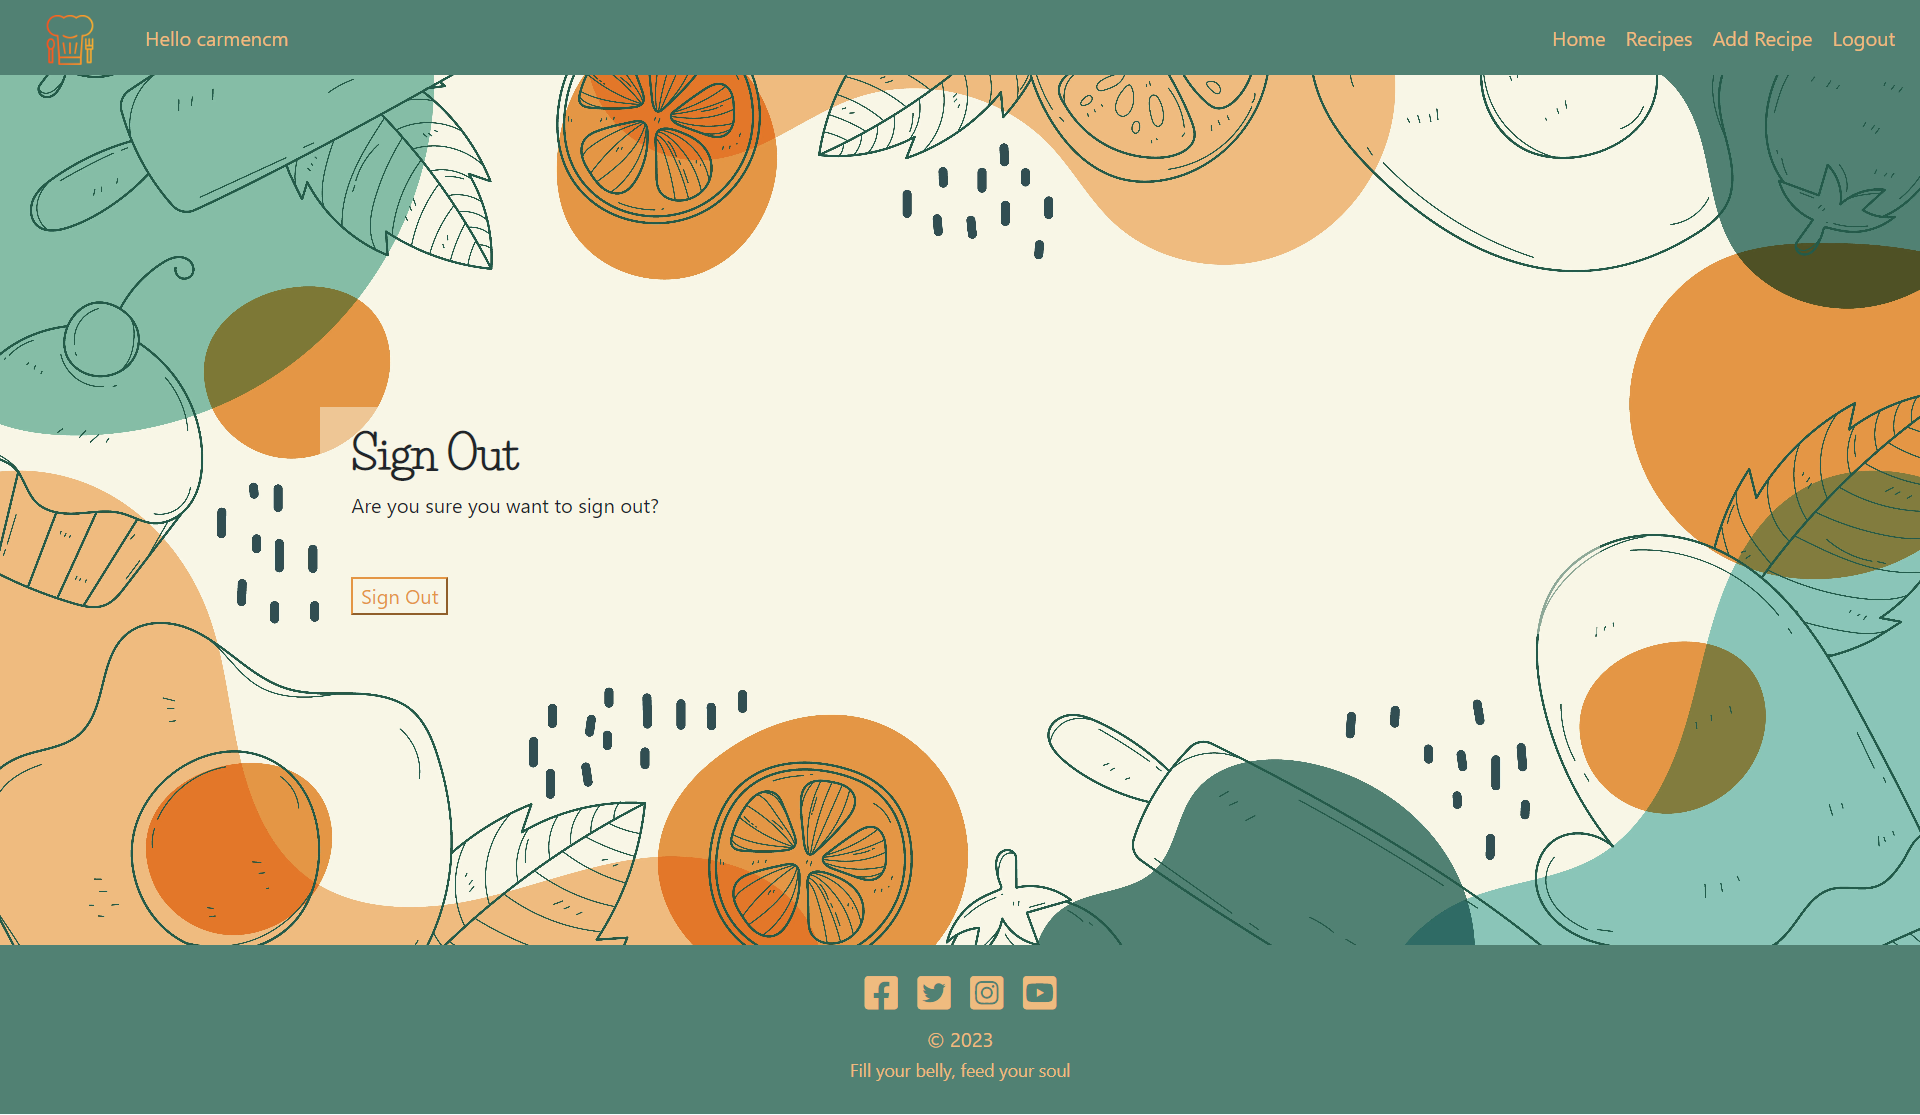 Hello carmencm
Home Recipes Add Recipe Logout
Sign Out
Are you sure you want to sign out?
Sign Out
© 2023
Fill your belly, feed your soul